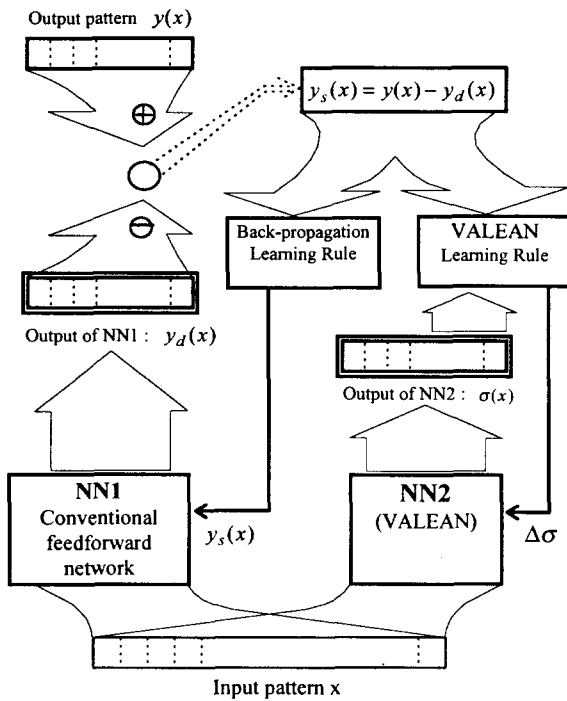 Output pattern y(x)
y_s(x) = y(x) − y_d(x)
⊕
⊖
Back-propagation
Learning Rule
VALEAN
Learning Rule
Output of NN1 : y_d(x)
Output of NN2 : σ(x)
NN1
Conventional
feedforward
network
y_s(x)
NN2
(VALEAN)
Δσ
Input pattern x